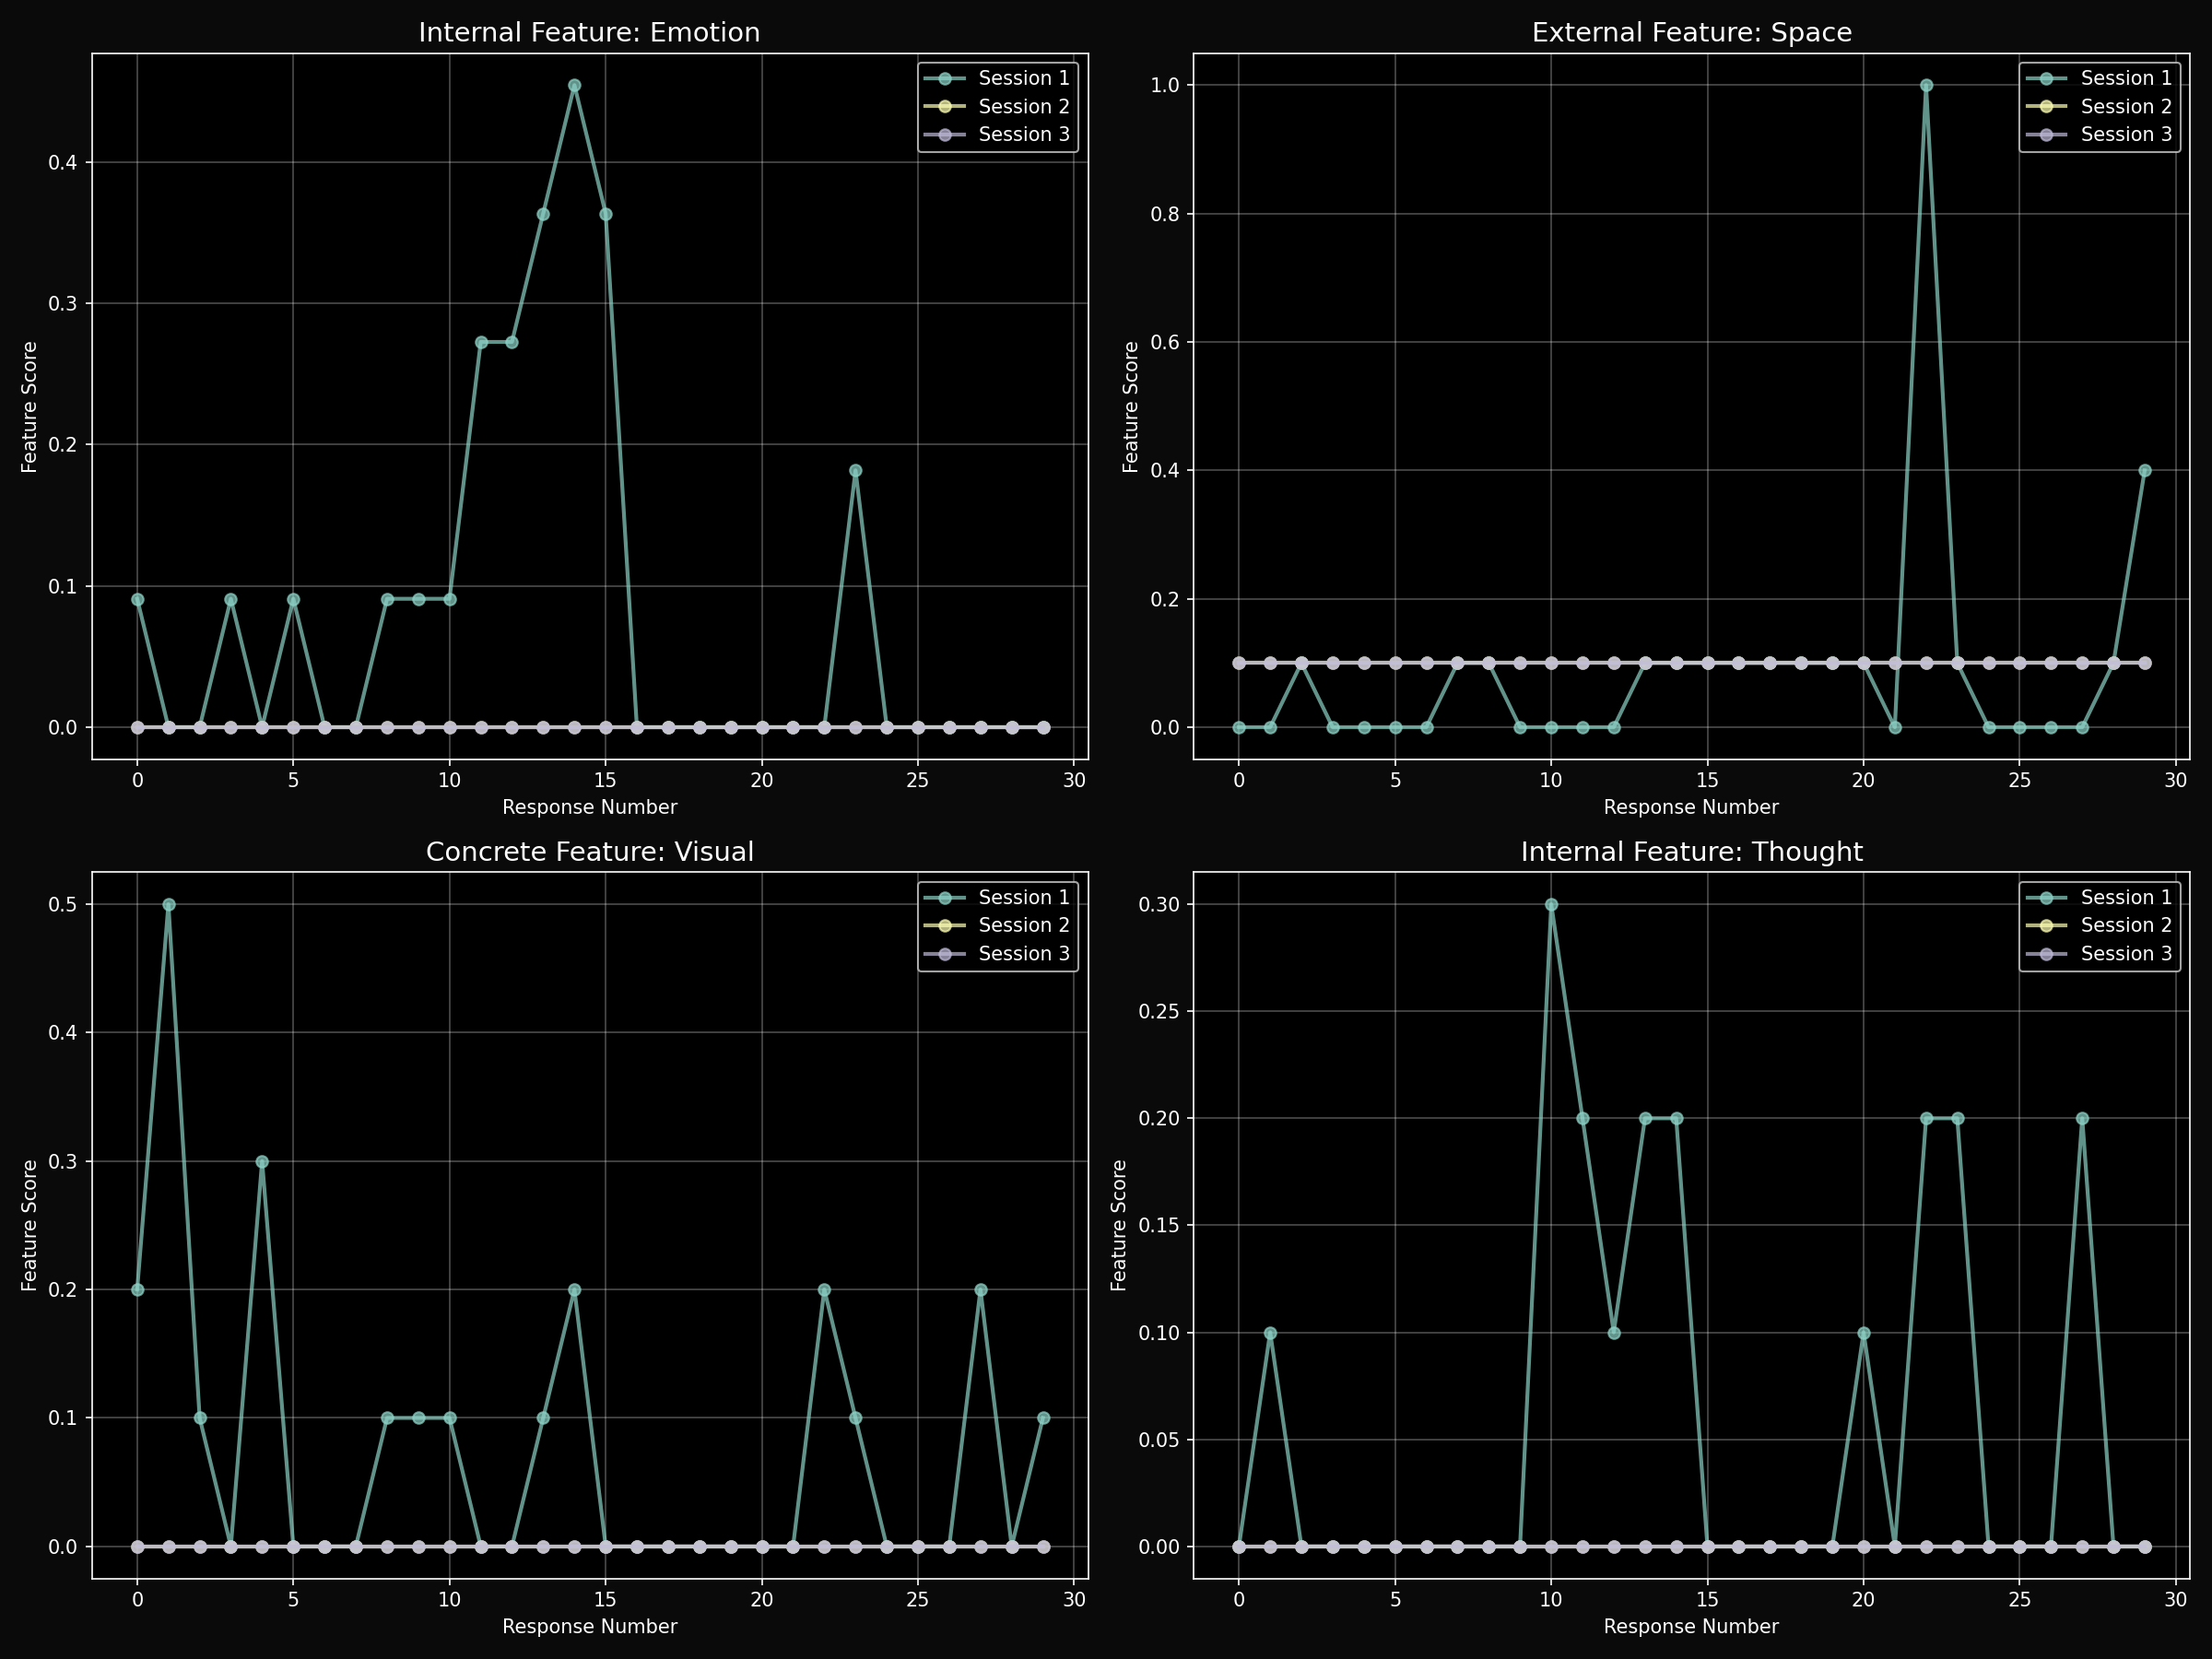 Internal Feature: Emotion
Feature Score
0.4
0.3
0.2
0.1
0.0
Session 1
Session 2
Session 3
0 5 10 15 20 25 30
Response Number
External Feature: Space
Feature Score
1.0
0.8
0.6
0.4
0.2
0.0
Session 1
Session 2
Session 3
0 5 10 15 20 25 30
Response Number
Concrete Feature: Visual
Feature Score
0.5
0.4
0.3
0.2
0.1
0.0
Session 1
Session 2
Session 3
0 5 10 15 20 25 30
Response Number
Internal Feature: Thought
Feature Score
0.30
0.25
0.20
0.15
0.10
0.05
0.00
Session 1
Session 2
Session 3
0 5 10 15 20 25 30
Response Number